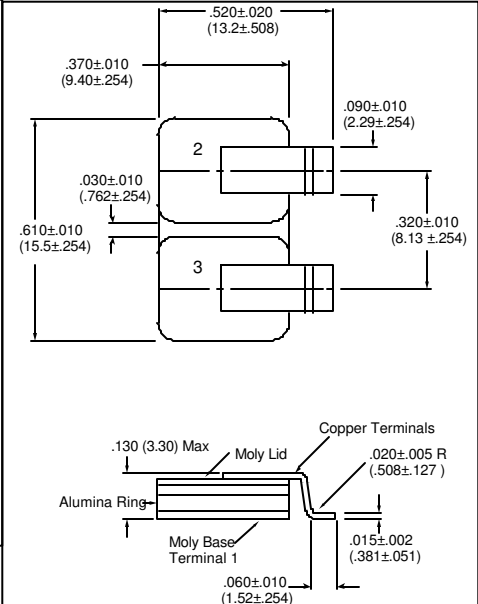 .520±.020
(13.2±.508)
.370±.010
(9.40±.254)
.090±.010
(2.29±.254)
2
.030±.010
(.762±.254)
.320±.010
(8.13 ±.254)
.610±.010
(15.5±.254)
3
Copper Terminals
.130 (3.30) Max
Moly Lid
.020±.005 R
(.508±.127 )
Alumina Ring
Moly Base
Terminal 1
.015±.002
(.381±.051)
.060±.010
(1.52±.254)